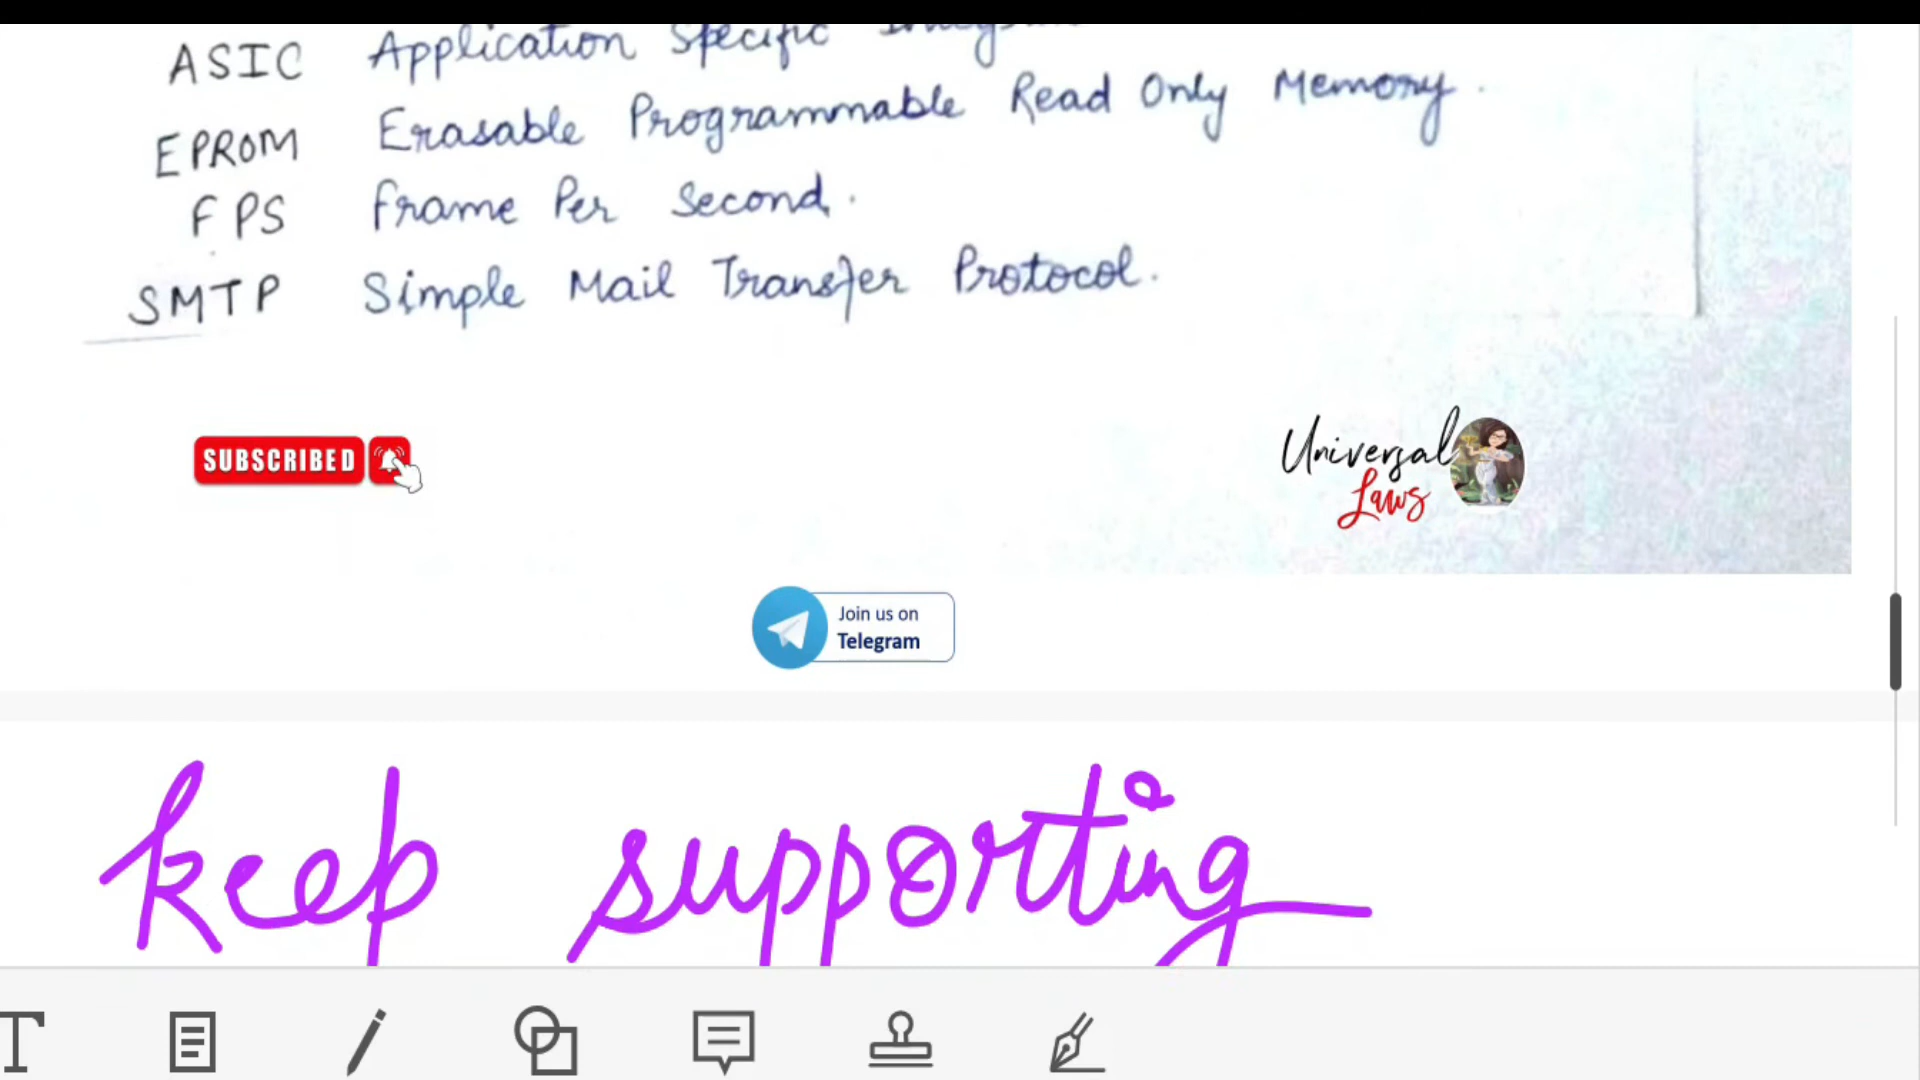 ASIC Application Specific
EPROM Erasable Programmable Read Only Memory.
FPS Frame Per Second.
SMTP Simple Mail Transfer Protocol.
SUBSCRIBED
Universal
Laws
Join us on
Telegram
keep supporting
T